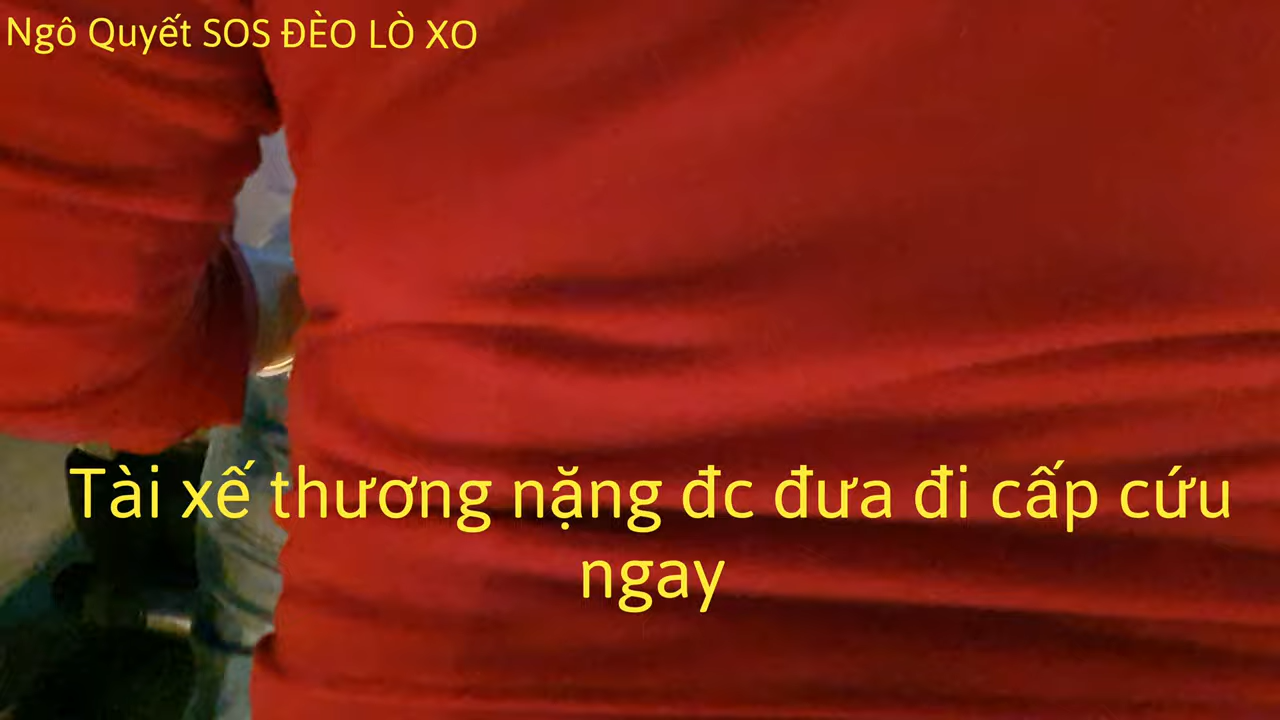 Ngô Quyết SOS ĐÈO LÒ XO
Tài xế thương nặng đc đưa đi cấp cứu
ngay